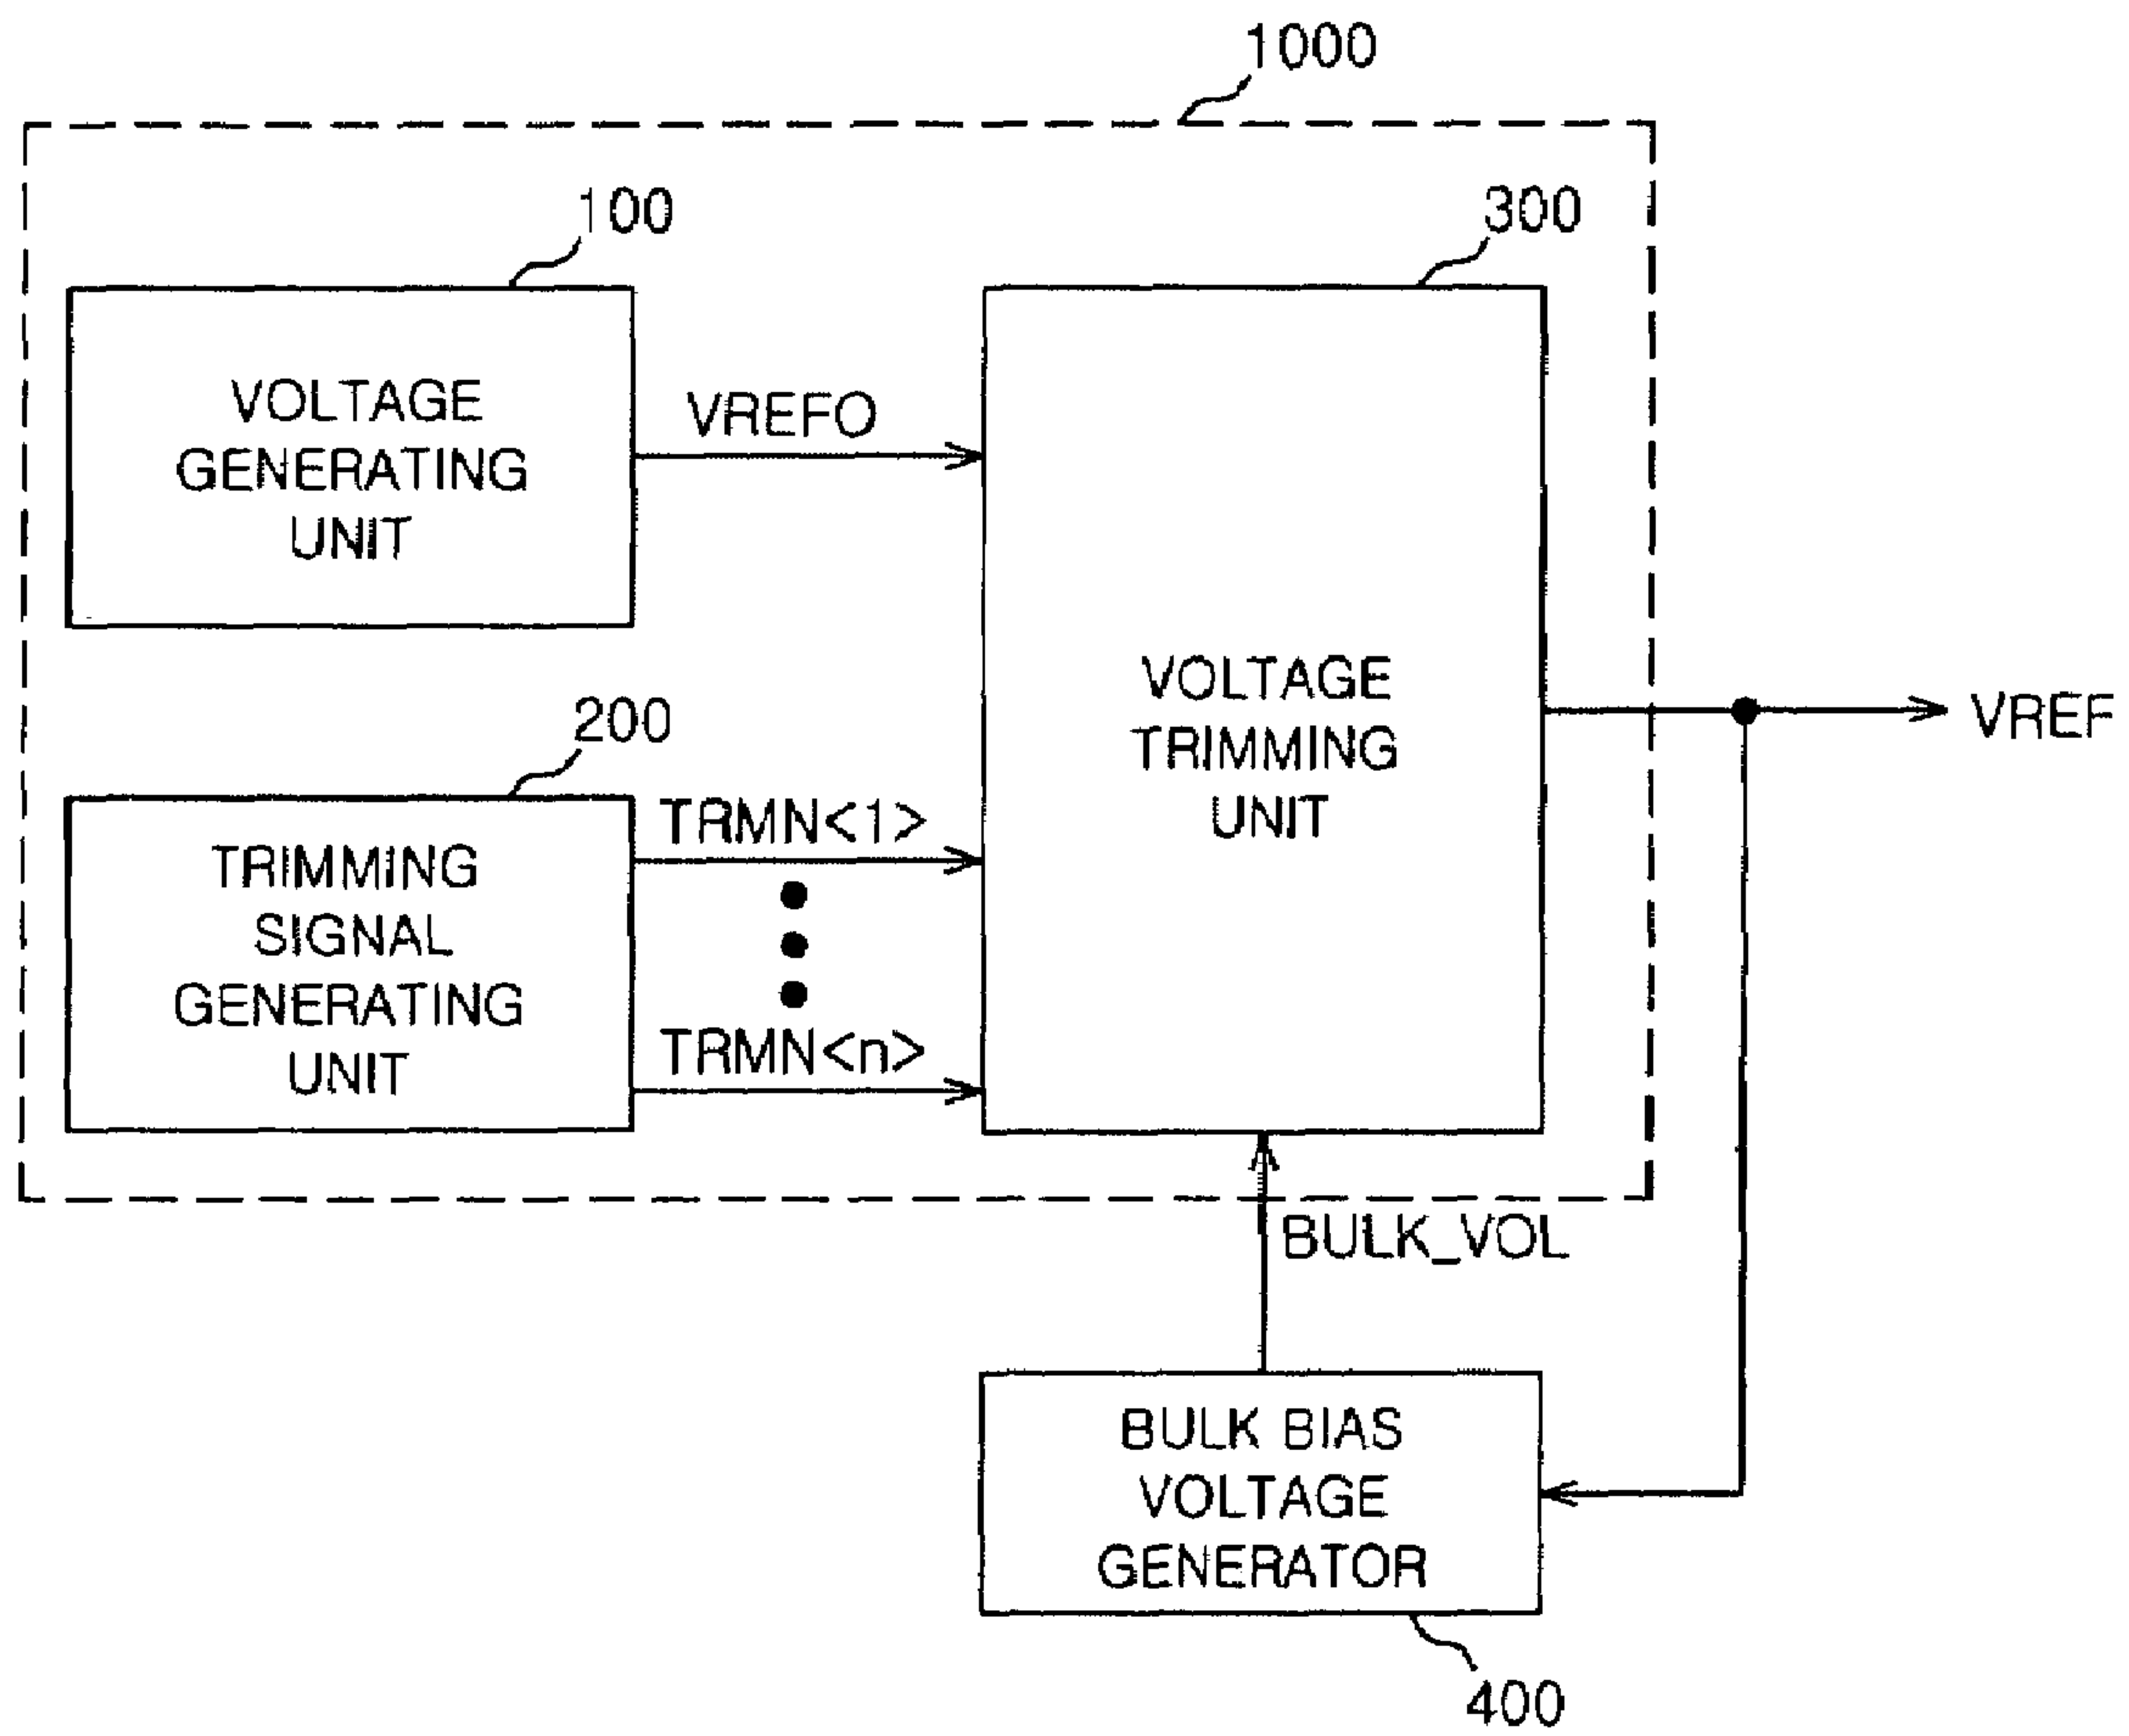 1000
100
300
VOLTAGE
GENERATING
UNIT
VREFO
VOLTAGE
TRIMMING
UNIT
VREF
200
TRIMMING
SIGNAL
GENERATING
UNIT
TRMN<1>
TRMN<n>
BULK_VOL
BULK BIAS
VOLTAGE
GENERATOR
400